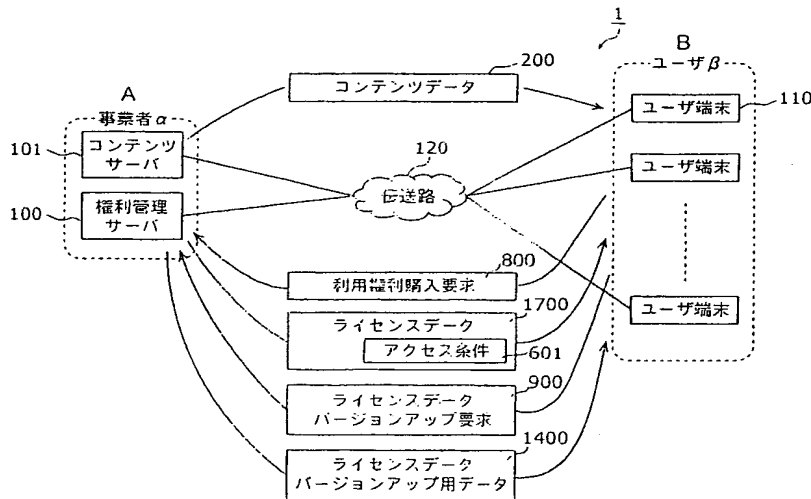 1
A
事業者α
101
コンテンツ
サーバ
100
権利管理
サーバ
200
コンテンツデータ
120
伝送路
B
ユーザβ
ユーザ端末
110
ユーザ端末
ユーザ端末
800
利用権利購入要求
1700
ライセンスデータ
アクセス条件
601
900
ライセンスデータ
バージョンアップ要求
1400
ライセンスデータ
バージョンアップ用データ